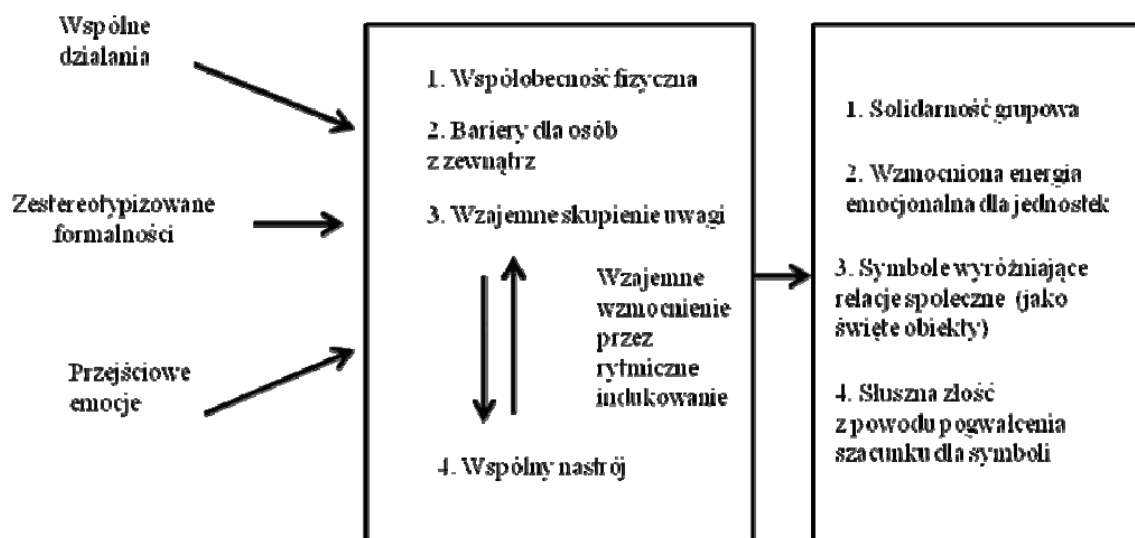 Wspólne
działania
Zestereotypizowane
formalności
Przejściowe
emocje
1. Współobecność fizyczna
2. Bariery dla osób
z zewnątrz
3. Wzajemne skupienie uwagi
Wzajemne
wzmocnienie
przez
rytmiczne
indukowanie
4. Wspólny nastrój
1. Solidarność grupowa
2. Wzmocniona energia
emocjonalna dla jednostek
3. Symbole wyróżniające
relacje społeczne (jako
święte obiekty)
4. Słuszna złość
z powodu pogwałcenia
szacunku dla symboli